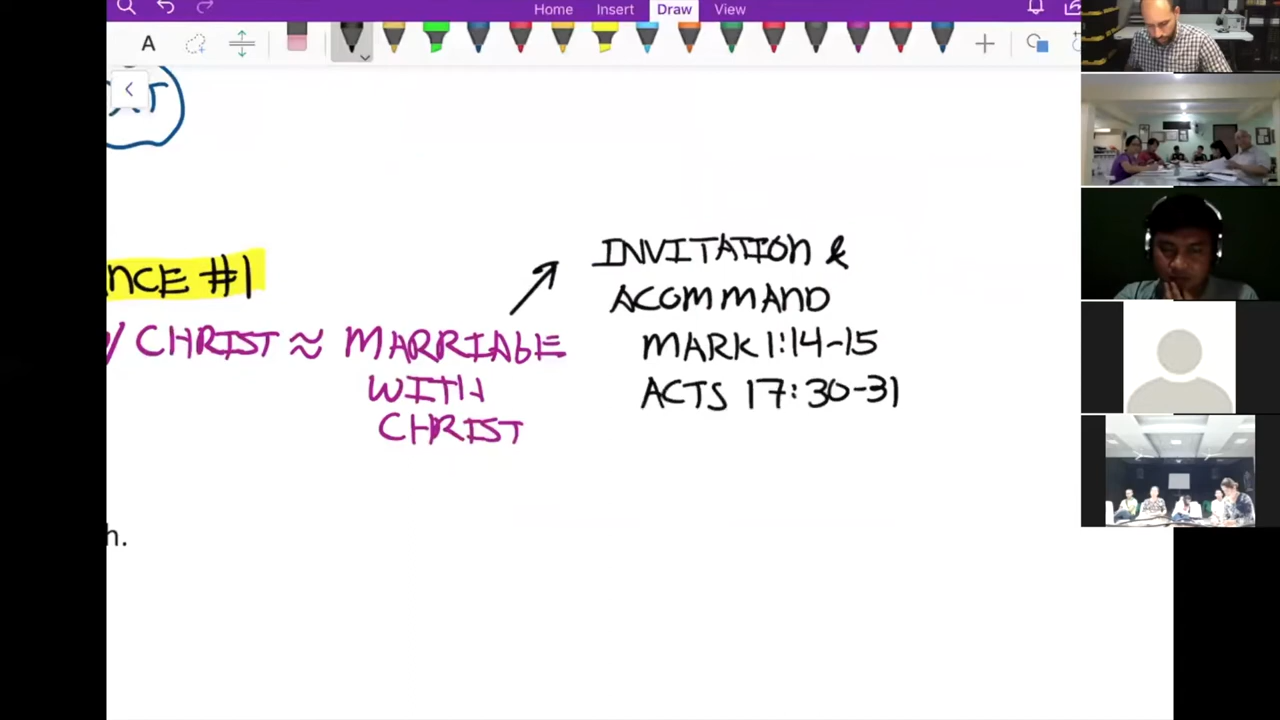 Home Insert Draw View
A
INVITATION &
NCE #1
ACOMMAND
/ CHRIST ≈ MARRIAGE
WITH
CHRIST
MARK 1:14-15
ACTS 17:30-31
h.